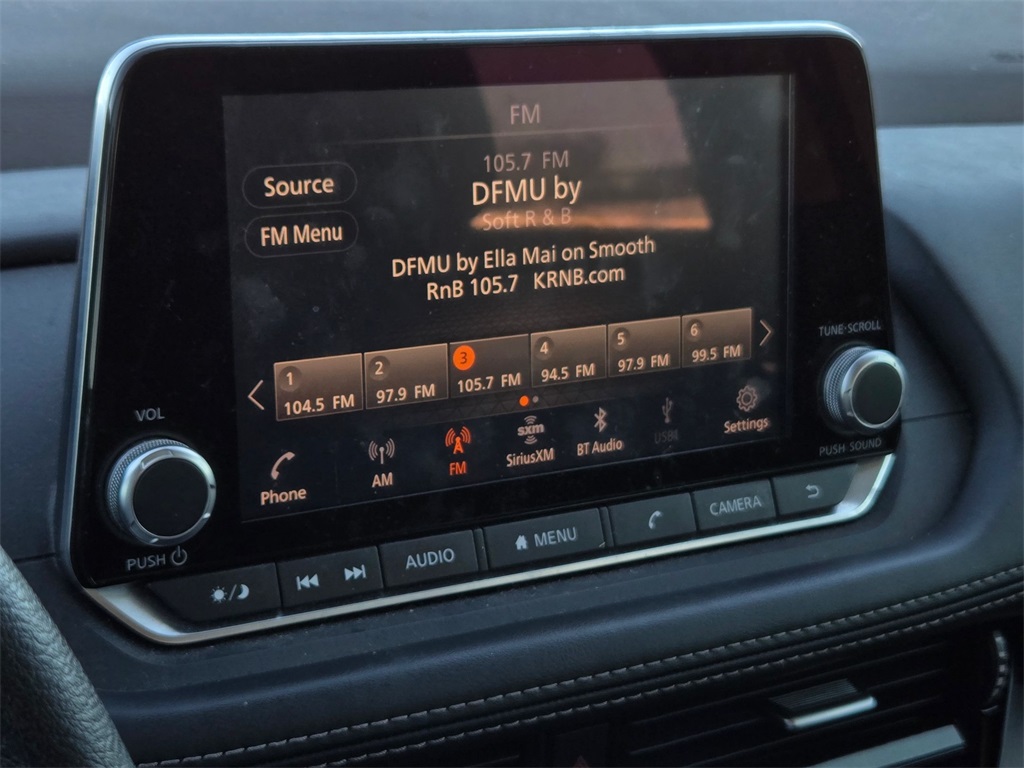 FM
105.7 FM
Source
DFMU by
Soft R & B
FM Menu
DFMU by Ella Mai on Smooth
RnB 105.7 KRNB.com
1
104.5 FM
2
97.9 FM
3
105.7 FM
4
94.5 FM
5
97.9 FM
6
99.5 FM
TUNE·SCROLL
PUSH SOUND
VOL
PUSH
Phone
AM
FM
sxm
SiriusXM
BT Audio
USB1
Settings
AUDIO
MENU
CAMERA